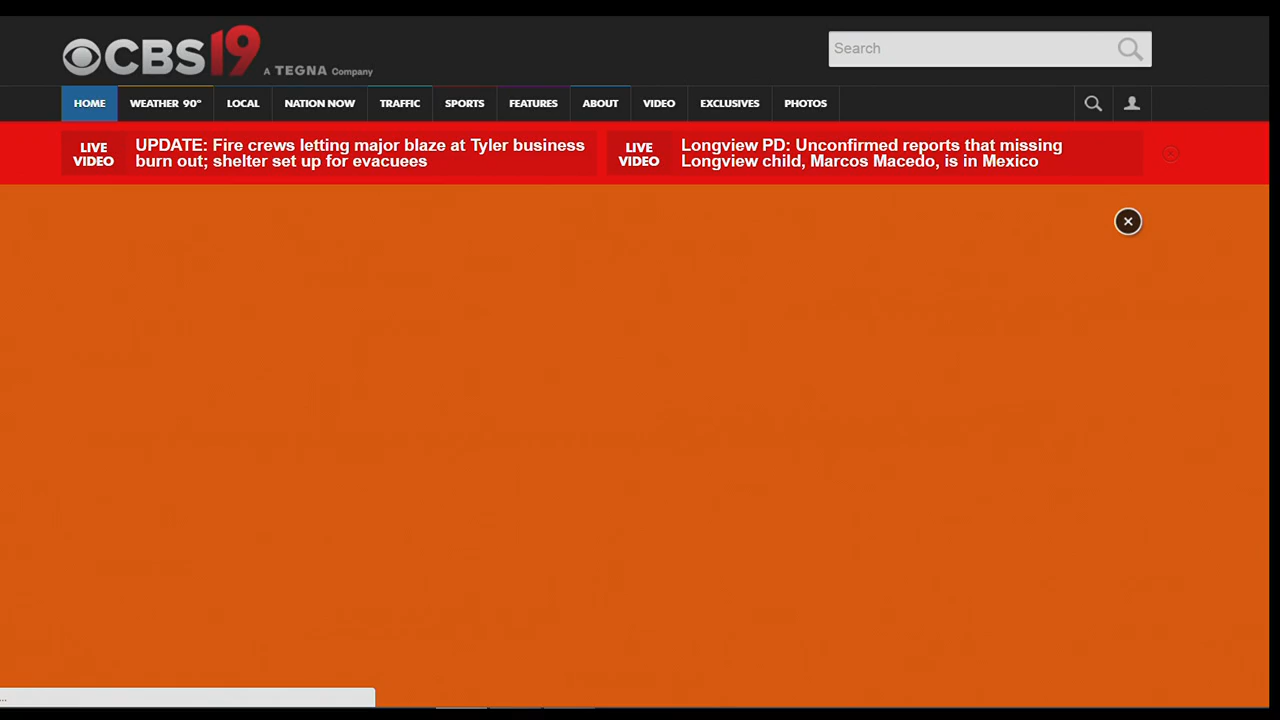 CBS 19
A TEGNA Company
Search
HOME WEATHER 90° LOCAL NATION NOW TRAFFIC SPORTS FEATURES ABOUT VIDEO EXCLUSIVES PHOTOS
LIVE VIDEO
UPDATE: Fire crews letting major blaze at Tyler business
burn out; shelter set up for evacuees
LIVE VIDEO
Longview PD: Unconfirmed reports that missing
Longview child, Marcos Macedo, is in Mexico
...